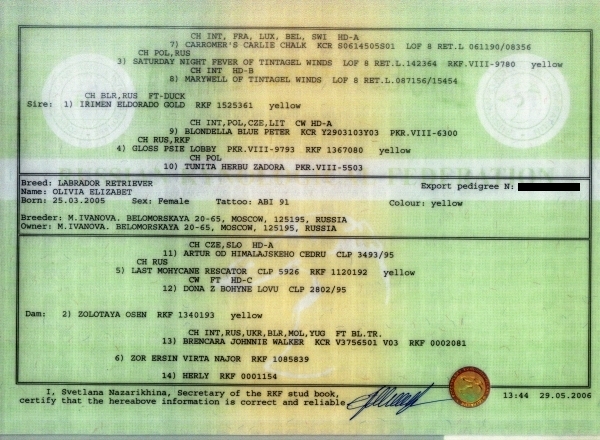 CH INT, FRA, LUX, BEL, SWI HD-A
7) CARROMER'S CARLIE CHALK KCR S0614505S01 LOF 8 RET.L 061190/08356
CH POL,RUS
3) SATURDAY NIGHT FEVER OF TINTAGEL WINDS LOF 8 RET.L.142364 RKF.VIII-9780 yellow
CH INT HD-B
8) MARYWELL OF TINTAGEL WINDS LOF 8 RET.L.087156/15454
CH BLR,RUS FT-DUCK
Sire: 1) IRIMEN ELDORADO GOLD RKF 1525361 yellow
CH INT,POL,CZE,LIT CW HD-A
9) BLONDELLA BLUE PETER KCR Y2903103Y03 PKR.VIII-6300
CH RUS,RKF
4) GLOSS PSIE LOBBY PKR.VIII-9793 RKF 1367080 yellow
CH POL
10) TUNITA HERBU ZADORA PKR.VIII-5503
Breed: LABRADOR RETRIEVER
Export pedigree N:
Name: OLIVIA ELIZABET
Born: 25.03.2005 Sex: Female Tattoo: ABI 91 Colour: yellow
Breeder: M.IVANOVA. BELOMORSKAYA 20-65, MOSCOW, 125195, RUSSIA
Owner: M.IVANOVA. BELOMORSKAYA 20-65, MOSCOW, 125195, RUSSIA
CH CZE,SLO HD-A
11) ARTUR OD HIMALAJSKEHO CEDRU CLP 3493/95
CH RUS
5) LAST MOHYCANE RESCATOR CLP 5926 RKF 1120192 yellow
CW FT HD-C
12) DONA Z BOHYNE LOVU CLP 2802/95
Dam: 2) ZOLOTAYA OSEN RKF 1340193 yellow
CH INT,RUS,UKR,BLR,MOL,YUG FT BL.TR.
13) BRENCARA JOHNNIE WALKER KCR V3756501 V03 RKF 0002081
6) ZOR ERSIN VIRTA NAJOR RKF 1085839
14) HERLY RKF 0001154
I, Svetlana Nazarikhina, Secretary of the RKF stud book,
certify that the hereabove information is correct and reliable
13:44 29.05.2006